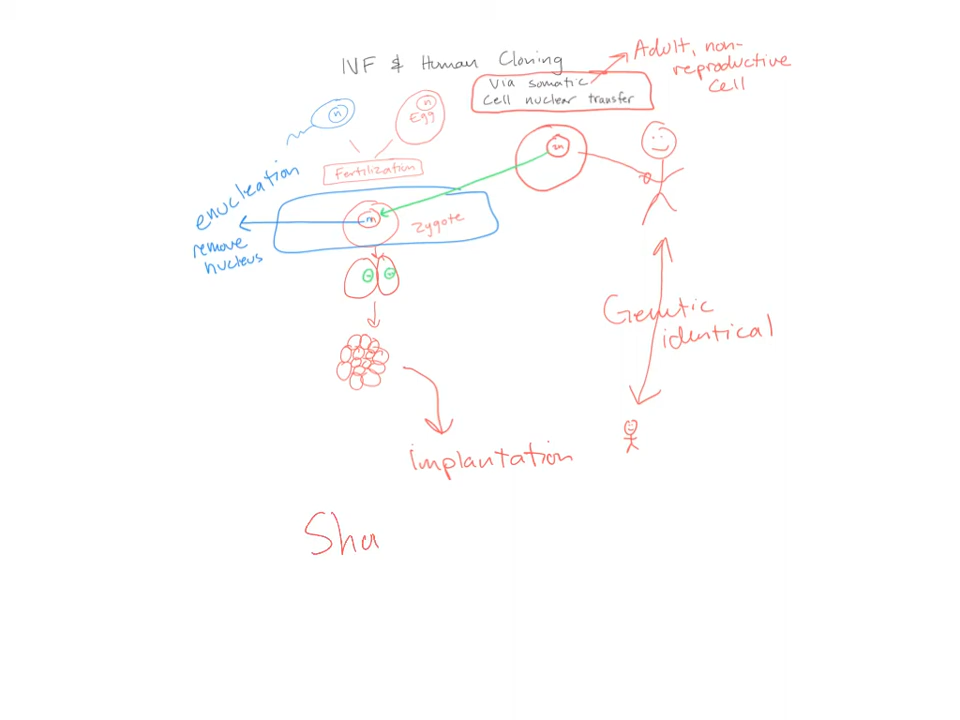 IVF & Human Cloning
Via somatic
cell nuclear transfer
Adult, non-
reproductive
cell
n
n
Egg
Fertilization
2n
enucleation
remove
nucleus
Zygote
Genetic
identical
implantation
Sha